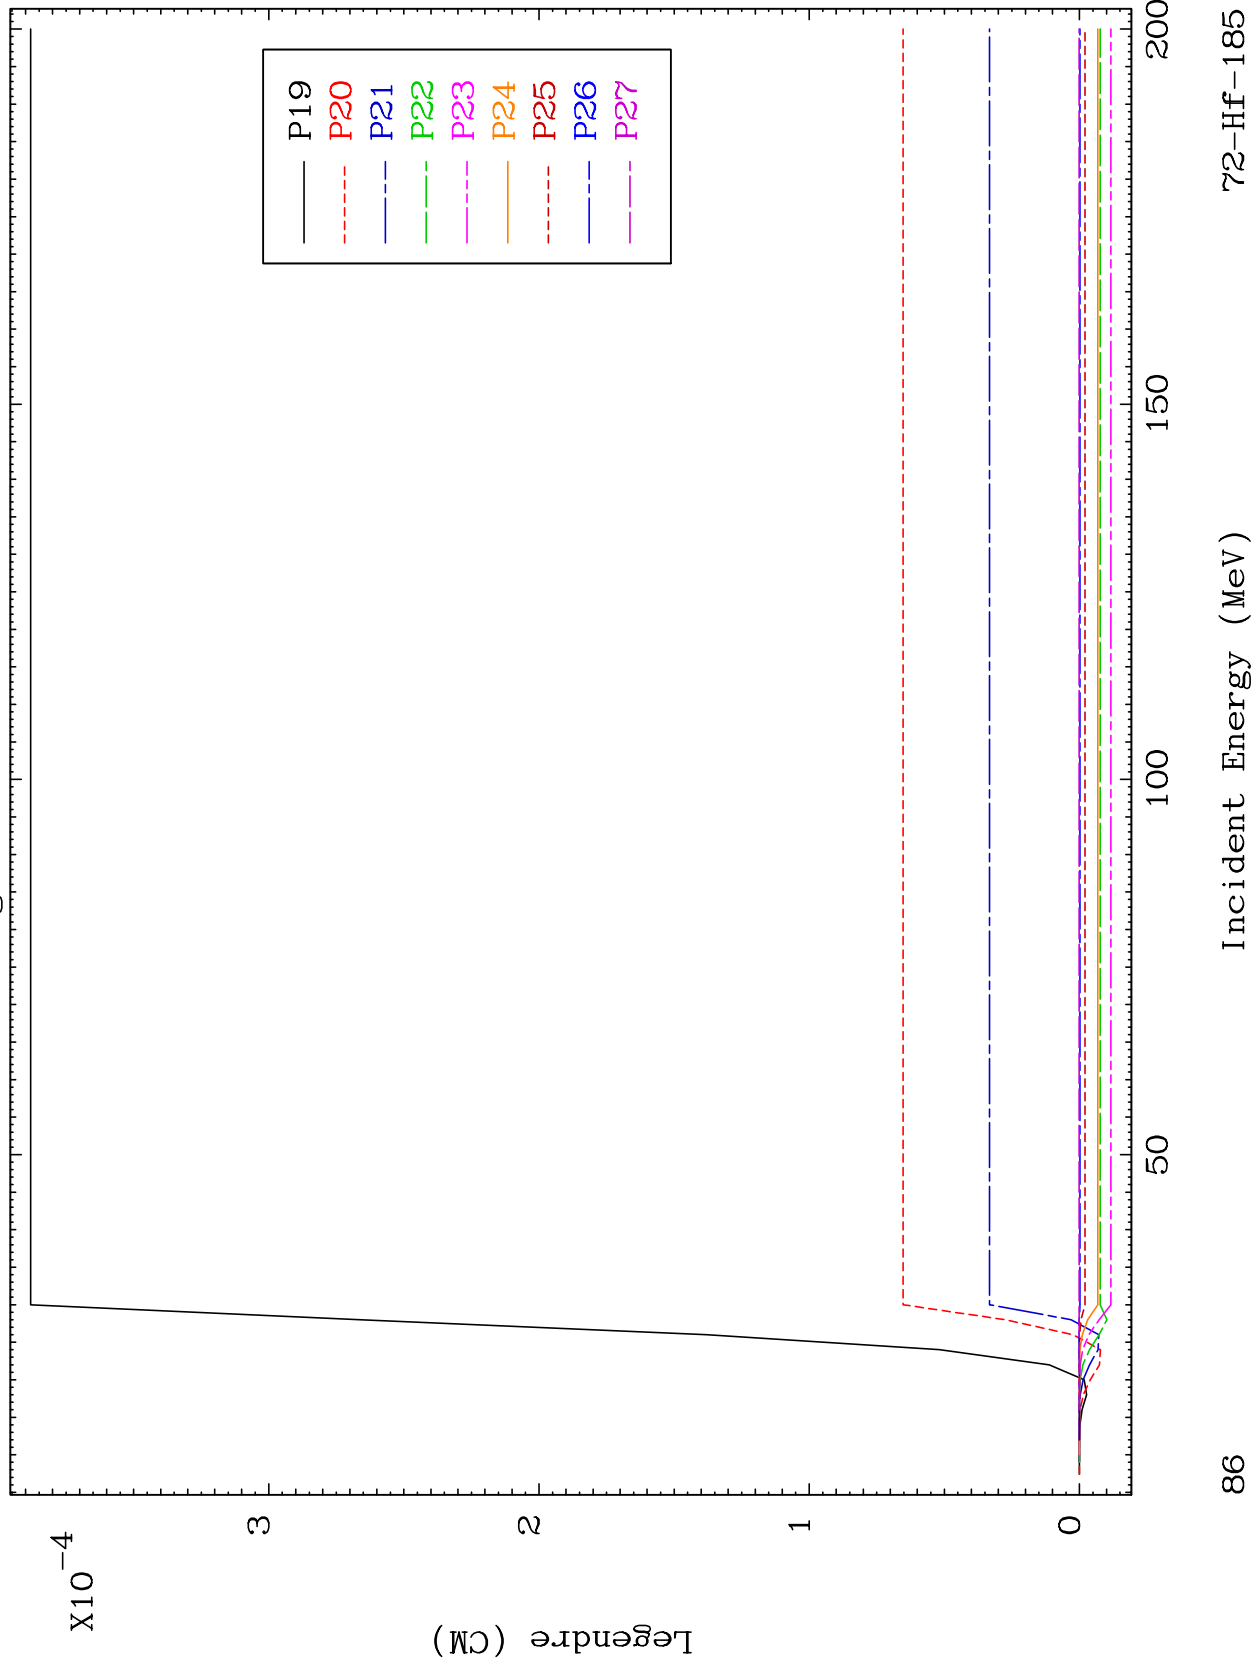 X10-4
Legendre (CM)
3
2
1
0
50
100
150
200
Incident Energy (MeV)
P19
P20
P21
P22
P23
P24
P25
P26
P27
86
72-Hf-185